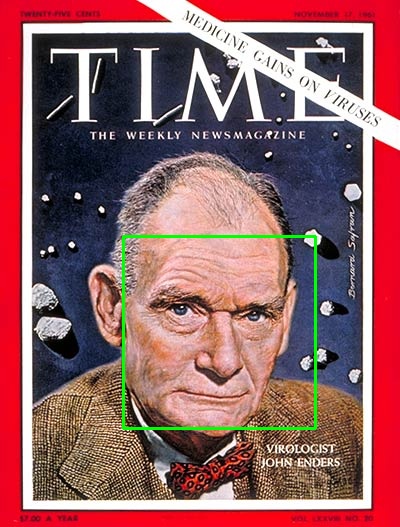 TWENTY-FIVE CENTS
NOVEMBER 17, 1961
MEDICINE GAINS ON VIRUSES
TIME
THE WEEKLY NEWSMAGAZINE
Bernard Safran
VIROLOGIST
JOHN ENDERS
$7.00 A YEAR
VOL. LXXVIII NO. 20